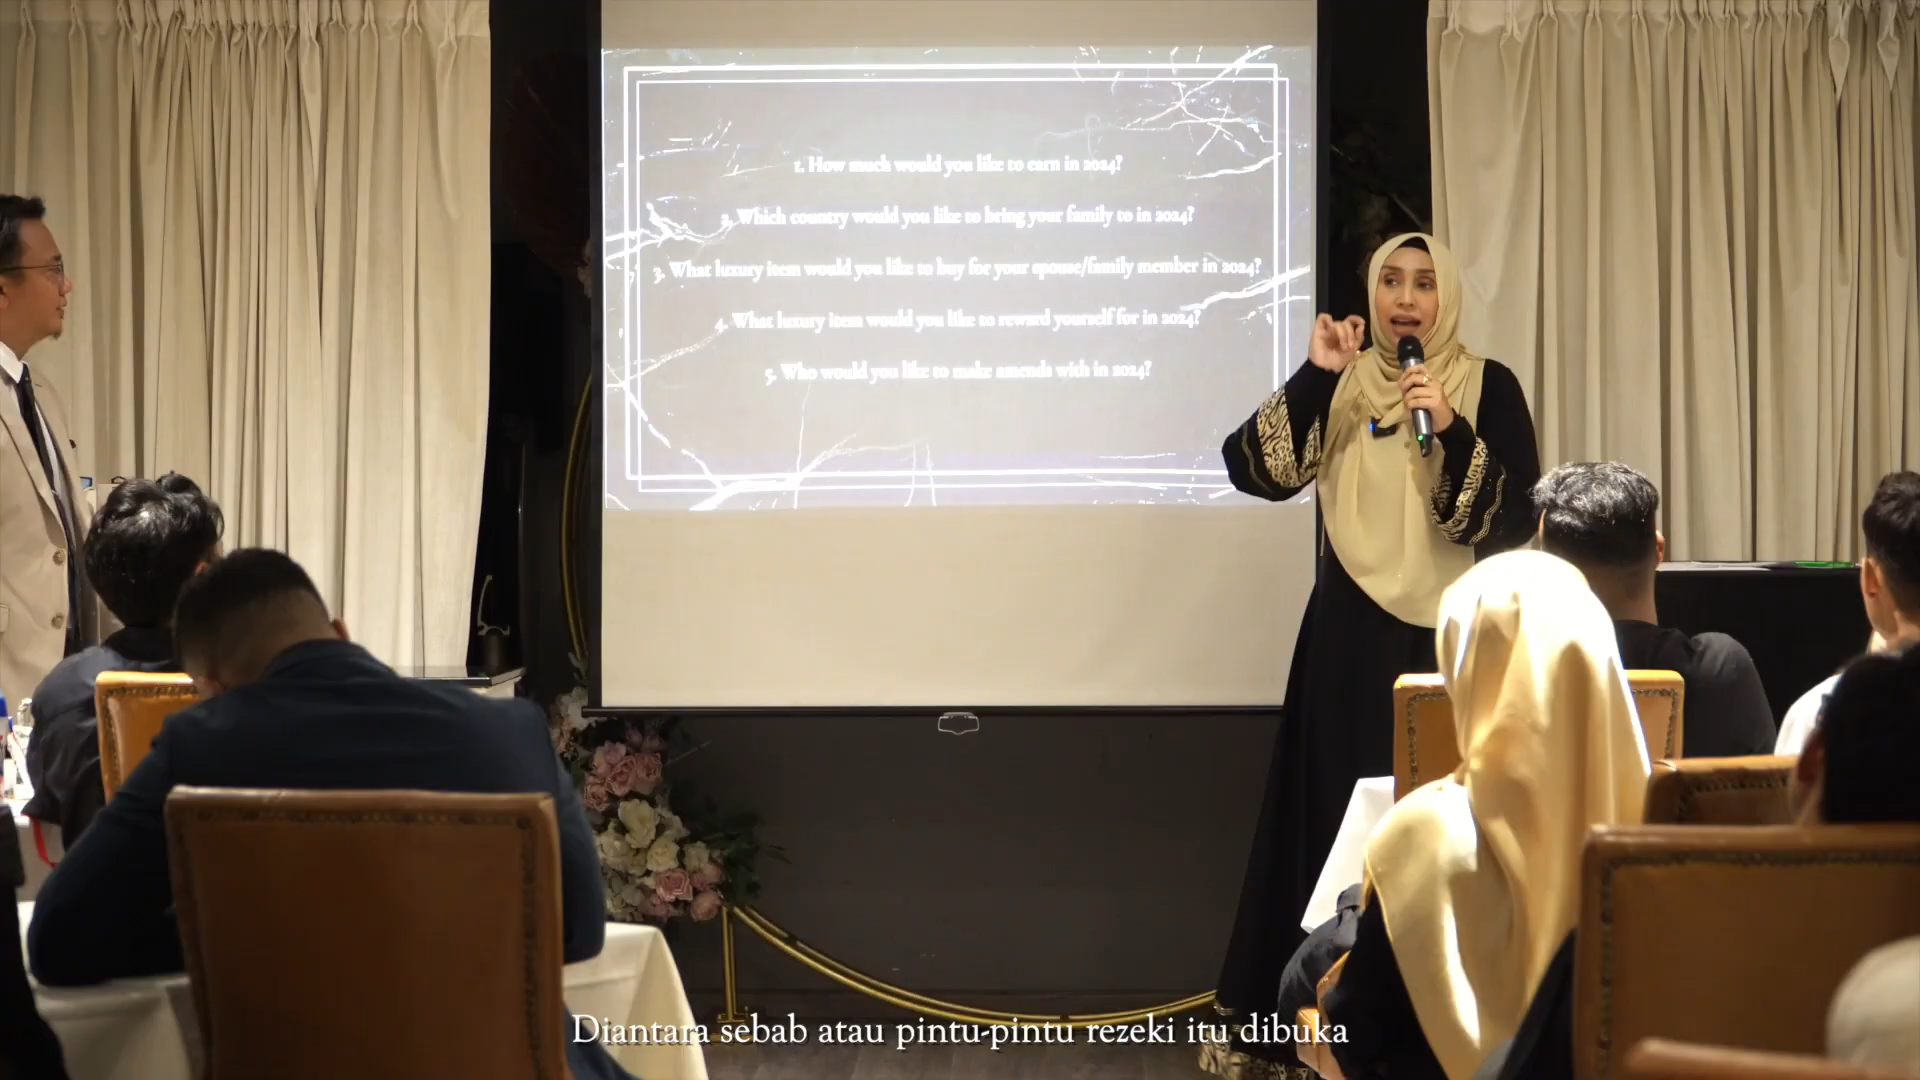 1. How much would you like to earn in 2024?
2. Which country would you like to bring your family to in 2024?
3. What luxury item would you like to buy for your spouse/family member in 2024?
4. What luxury item would you like to reward yourself for in 2024?
5. Who would you like to make amends with in 2024?
Diantara sebab atau pintu-pintu rezeki itu dibuka